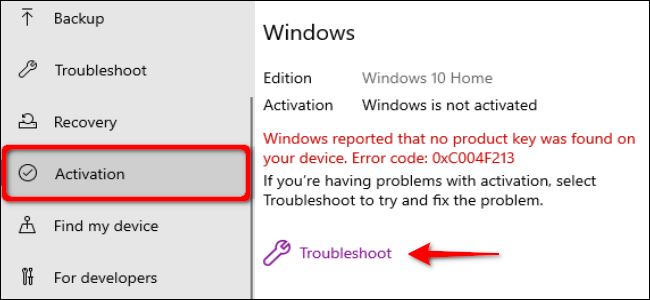 Backup
Troubleshoot
Recovery
Activation
Find my device
For developers
Windows
Edition Windows 10 Home
Activation Windows is not activated
Windows reported that no product key was found on
your device. Error code: 0xC004F213
If you’re having problems with activation, select
Troubleshoot to try and fix the problem.
Troubleshoot